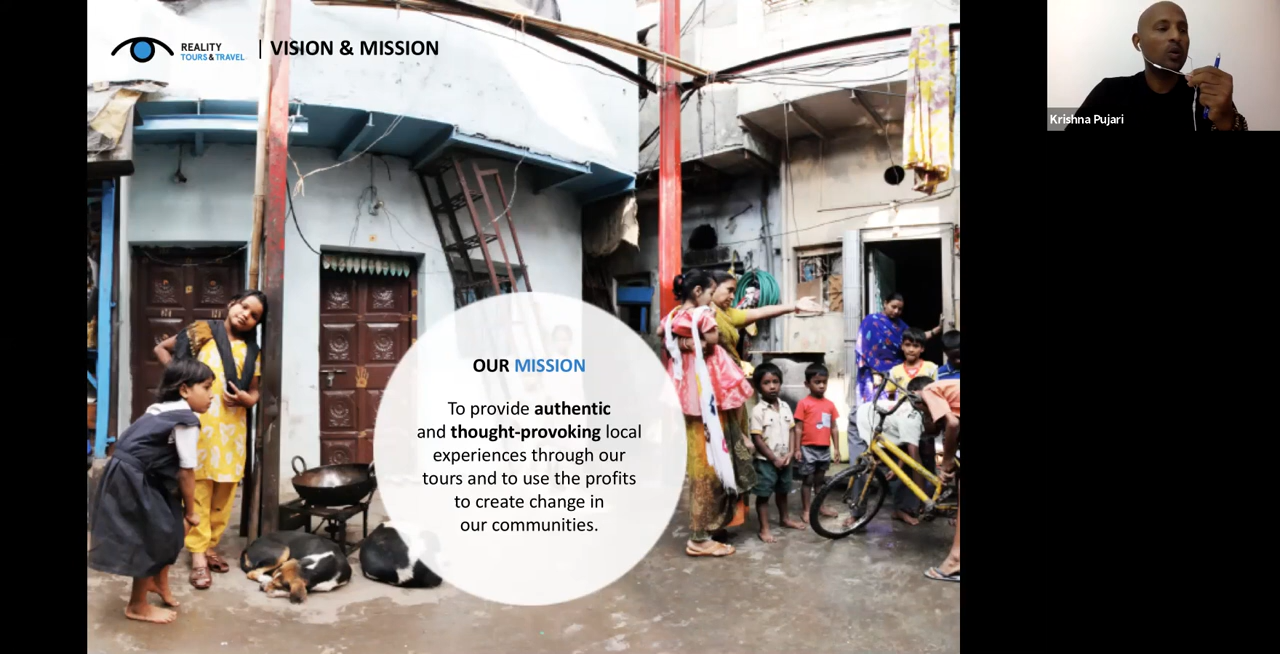 REALITY
TOURS & TRAVEL
| VISION & MISSION
Krishna Pujari
OUR MISSION
To provide authentic
and thought-provoking local
experiences through our
tours and to use the profits
to create change in
our communities.